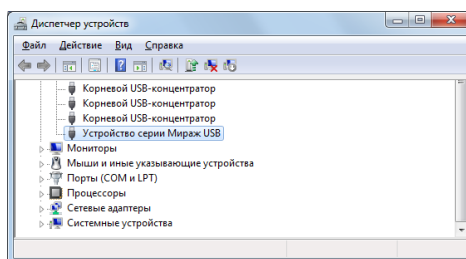 Диспетчер устройств
Файл Действие Вид Справка
Корневой USB-концентратор
Корневой USB-концентратор
Корневой USB-концентратор
Устройство серии Мираж USB
Мониторы
Мыши и иные указывающие устройства
Порты (COM и LPT)
Процессоры
Сетевые адаптеры
Системные устройства